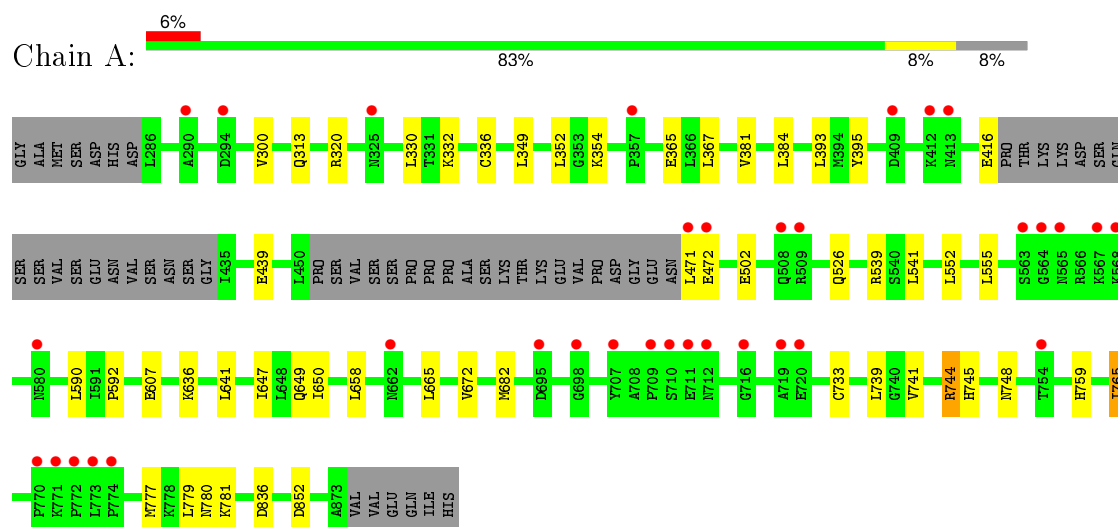 6%
Chain A:
83%
8%
8%
GLY ALA MET SER ASP HIS ASP L286 A290 D294 V300 Q313 R320 N325 L330 T331 K332 C336 L349 L352 G353 K354 P357 E365 L366 L367 V381 L384 L393 M394 Y395 D409 K412 N413 E416 PRO THR LYS LYS ASP SER GLN
SER SER VAL SER GLU ASN VAL SER ASN SER GLY I435 E439 L450 PRO SER VAL SER SER PRO PRO PRO ALA SER LYS THR LYS GLU VAL PRO ASP GLY GLU ASN L471 E472 E502 Q508 R509 Q526 R539 S540 L541 L552 L555 S563 G564 N565 R566 K567 K568
N580 L590 I591 P592 E607 K636 L641 I647 L648 Q649 I650 L658 N662 L665 V672 M682 D695 G698 Y707 A708 P709 S710 E711 N712 G716 A719 E720 C733 L739 G740 V741 R744 H745 N748 T754 H759
P770 K771 P772 L773 P774 M777 K778 L779 N780 K781 D836 D852 A873 VAL VAL GLU GLN ILE HIS